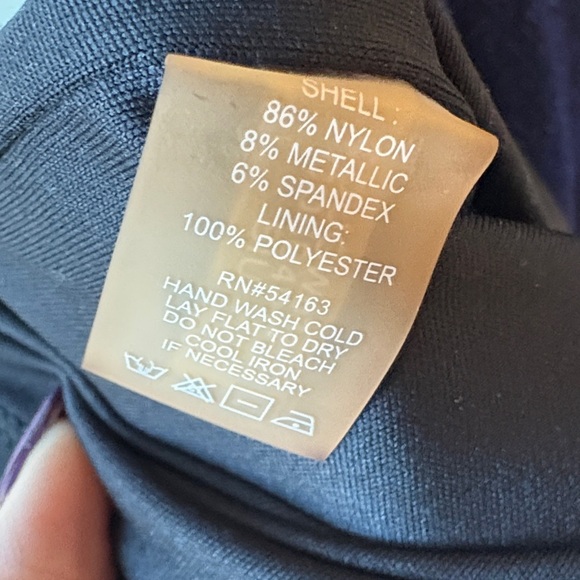 SHELL :
86% NYLON
8% METALLIC
6% SPANDEX
LINING:
100% POLYESTER
RN#54163
HAND WASH COLD
LAY FLAT TO DRY
DO NOT BLEACH
COOL IRON
IF NECESSARY